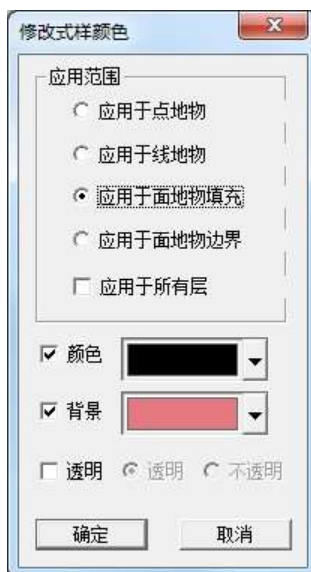 修改式样颜色
应用范围
应用于点地物
应用于线地物
应用于面地物填充
应用于面地物边界
应用于所有层
颜色
背景
透明 透明 不透明
确定 取消